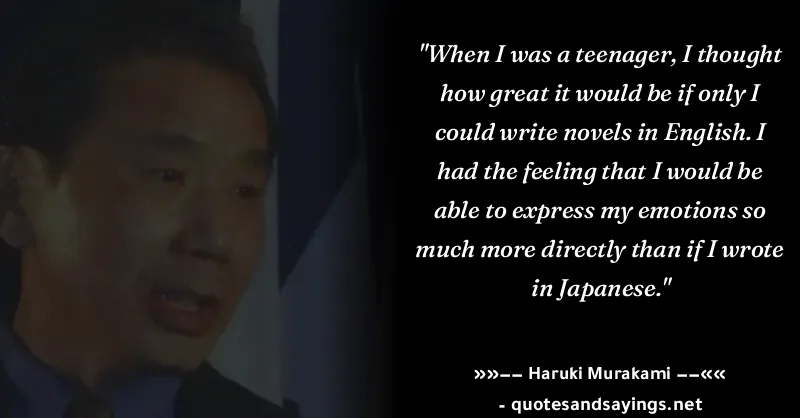 "When I was a teenager, I thought
how great it would be if only I
could write novels in English. I
had the feeling that I would be
able to express my emotions so
much more directly than if I wrote
in Japanese."
»»−− Haruki Murakami −−««
- quotesandsayings.net